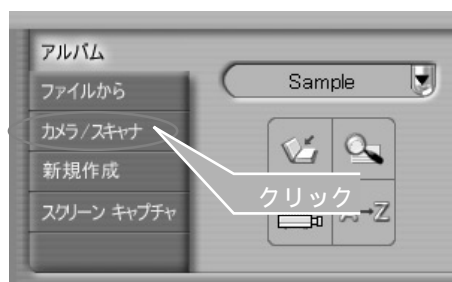 アルバム
ファイルから
カメラ/スキャナ
新規作成
スクリーン キャプチャ
Sample
クリック
A→Z